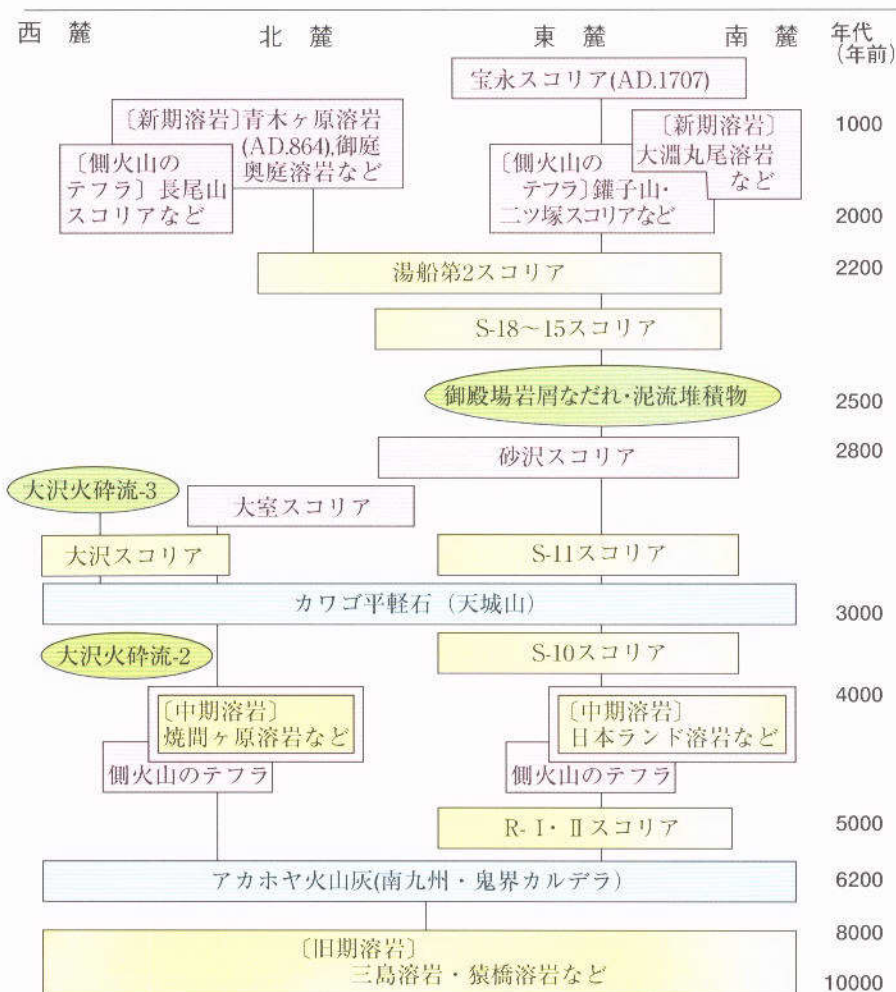 西 麓
北 麓
東 麓
南 麓
年代
(年前)
宝永スコリア(AD.1707)
〔新期溶岩〕青木ヶ原溶岩
(AD.864),御庭
奥庭溶岩など
〔新期溶岩〕
大淵丸尾溶岩
など
1000
〔側火山の
テフラ〕長尾山
スコリアなど
〔側火山の
テフラ〕鑵子山・
二ツ塚スコリアなど
2000
湯船第2スコリア
2200
S-18～15スコリア
御殿場岩屑なだれ・泥流堆積物
2500
砂沢スコリア
2800
大沢火砕流-3
大室スコリア
大沢スコリア
S-11スコリア
カワゴ平軽石（天城山）
3000
大沢火砕流-2
S-10スコリア
4000
〔中期溶岩〕
焼間ヶ原溶岩など
〔中期溶岩〕
日本ランド溶岩など
側火山のテフラ
側火山のテフラ
R-Ⅰ・Ⅱスコリア
5000
アカホヤ火山灰(南九州・鬼界カルデラ）
6200
8000
〔旧期溶岩〕
三島溶岩・猿橋溶岩など
10000